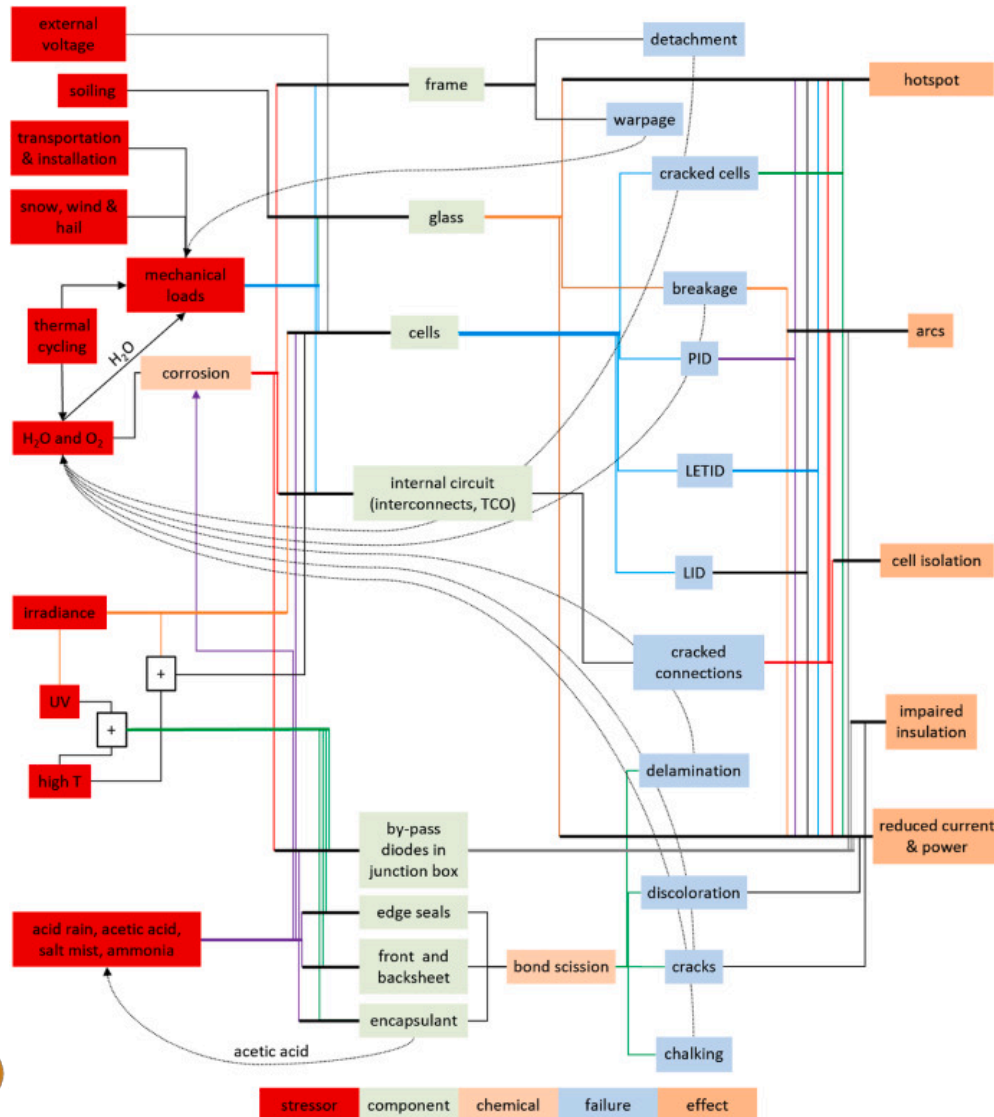 external
voltage
soiling
transportation
& installation
snow, wind &
hail
mechanical
loads
thermal
cycling
H₂O
corrosion
H₂O and O₂
irradiance
+
UV
+
high T
acid rain, acetic acid,
salt mist, ammonia
acetic acid
frame
glass
cells
internal circuit
(interconnects, TCO)
by-pass
diodes in
junction box
edge seals
front and
backsheet
encapsulant
bond scission
detachment
warpage
cracked cells
breakage
PID
LETID
LID
cracked
connections
delamination
discoloration
cracks
chalking
hotspot
arcs
cell isolation
impaired
insulation
reduced current
& power
stressor component chemical failure effect